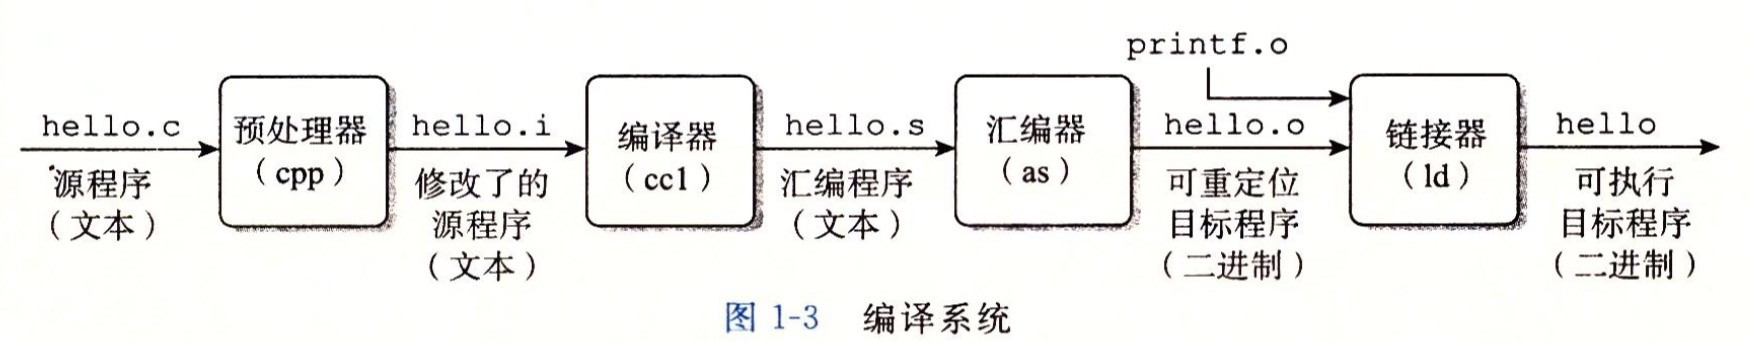 printf.o
hello.c
源程序
(文本)
预处理器
(cpp)
hello.i
修改了的
源程序
(文本)
编译器
(cc1)
hello.s
汇编程序
(文本)
汇编器
(as)
hello.o
可重定位
目标程序
(二进制)
链接器
(ld)
hello
可执行
目标程序
(二进制)
图 1-3 编译系统